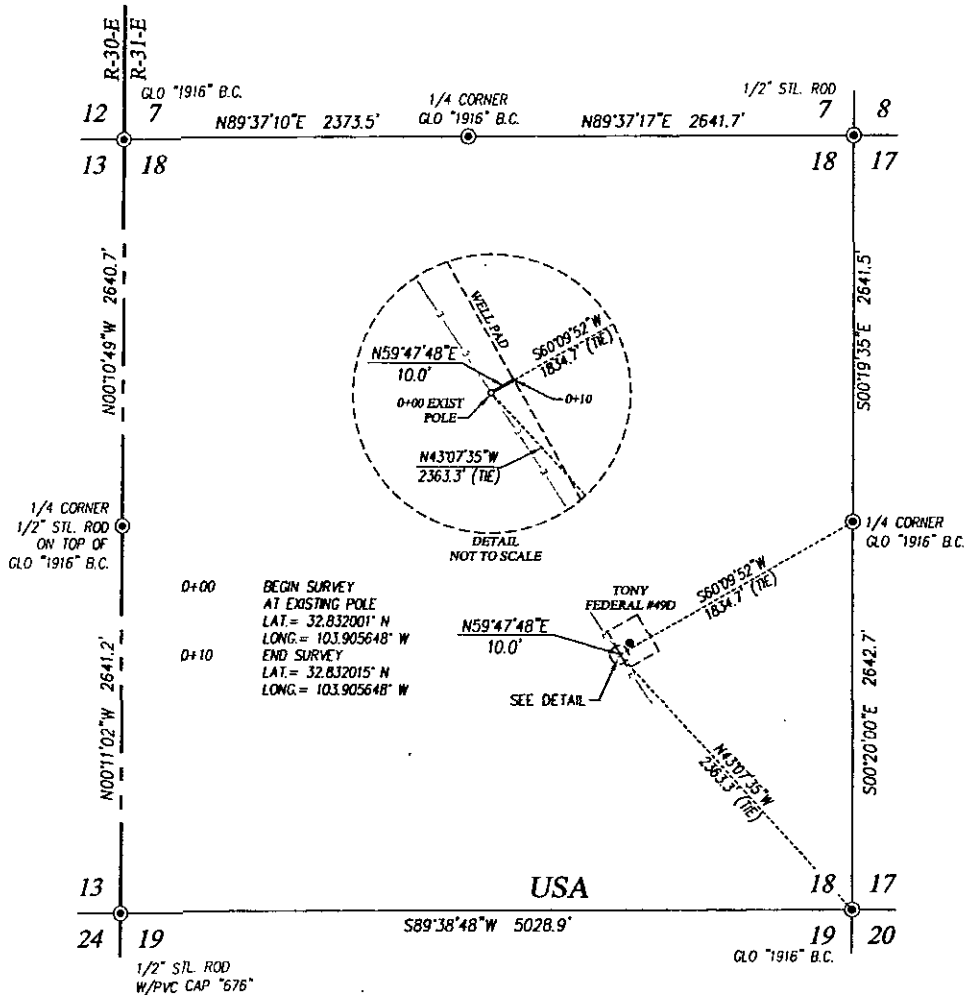 R-30-E
R-31-E
GLO "1916" B.C.
1/4 CORNER
GLO "1916" B.C.
1/2" STL. ROD
12 7
7 8
N89°37'10"E 2373.5'
N89°37'17"E 2641.7'
13 18
18 17
N00°10'49"W 2640.7'
S00°19'35"E 2641.5'
WELL PAD
S60°09'52"W
1834.7' (TIE)
N59°47'48"E
10.0'
0+00 EXIST
POLE
0+10
N43°07'35"W
2363.3' (TIE)
DETAIL
NOT TO SCALE
1/4 CORNER
1/2" STL. ROD
ON TOP OF
GLO "1916" B.C.
1/4 CORNER
GLO "1916" B.C.
0+00 BEGIN SURVEY
AT EXISTING POLE
LAT.= 32.832001° N
LONG.= 103.905648° W
0+10 END SURVEY
LAT.= 32.832015° N
LONG.= 103.905648° W
TONY
FEDERAL #49D
S60°09'52"W
1834.7' (TIE)
N59°47'48"E
10.0'
SEE DETAIL
N00°11'02"W 2641.2'
S00°20'00"E 2642.7'
N43°07'35"W
2363.3' (TIE)
13
USA
18 17
S89°38'48"W 5028.9'
24 19
19 20
GLO "1916" B.C.
1/2" STL. ROD
W/PVC CAP "676"